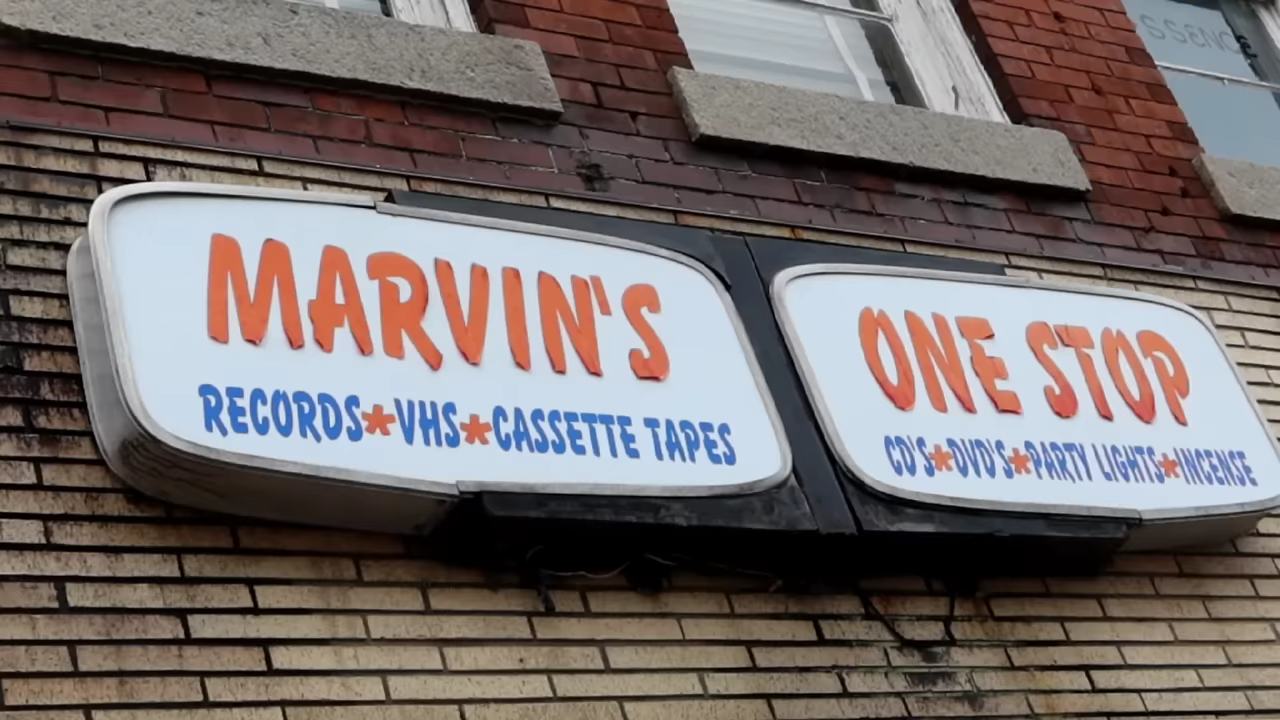 MARVIN'S
RECORDS*VHS*CASSETTE TAPES
ONE STOP
CD'S*DVD'S*PARTY LIGHTS*INCENSE